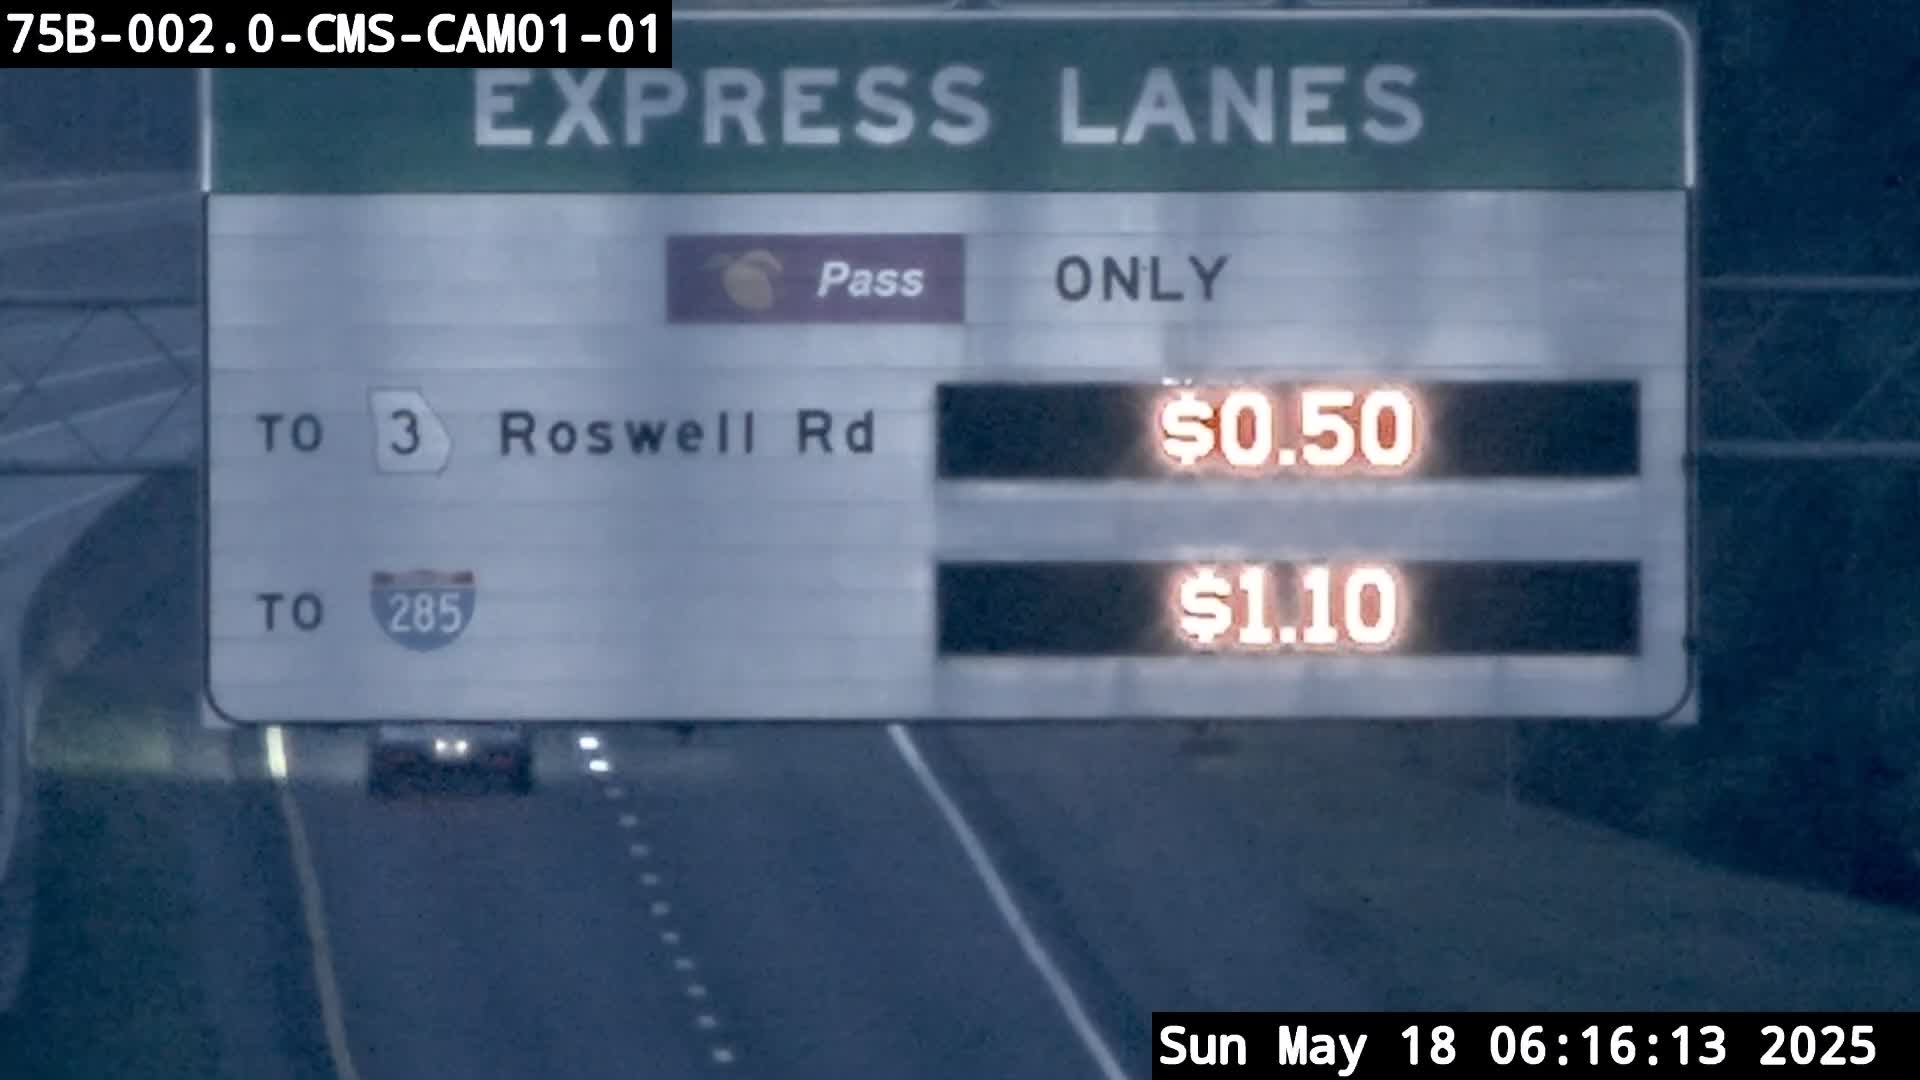 75B-002.0-CMS-CAM01-01
EXPRESS LANES
Pass ONLY
TO 3 Roswell Rd $0.50
TO 285 $1.10
Sun May 18 06:16:13 2025